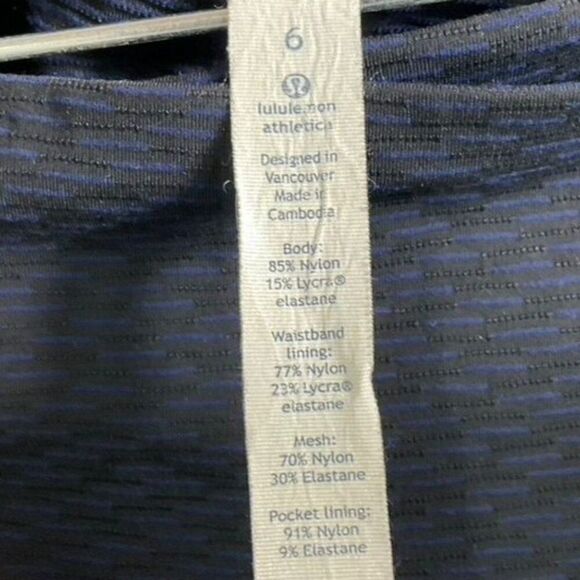 6
lululemon
athletica
Designed in
Vancouver
Made in
Cambodia
Body:
85% Nylon
15% Lycra®
elastane
Waistband
lining:
77% Nylon
23% Lycra®
elastane
Mesh:
70% Nylon
30% Elastane
Pocket lining:
91% Nylon
9% Elastane